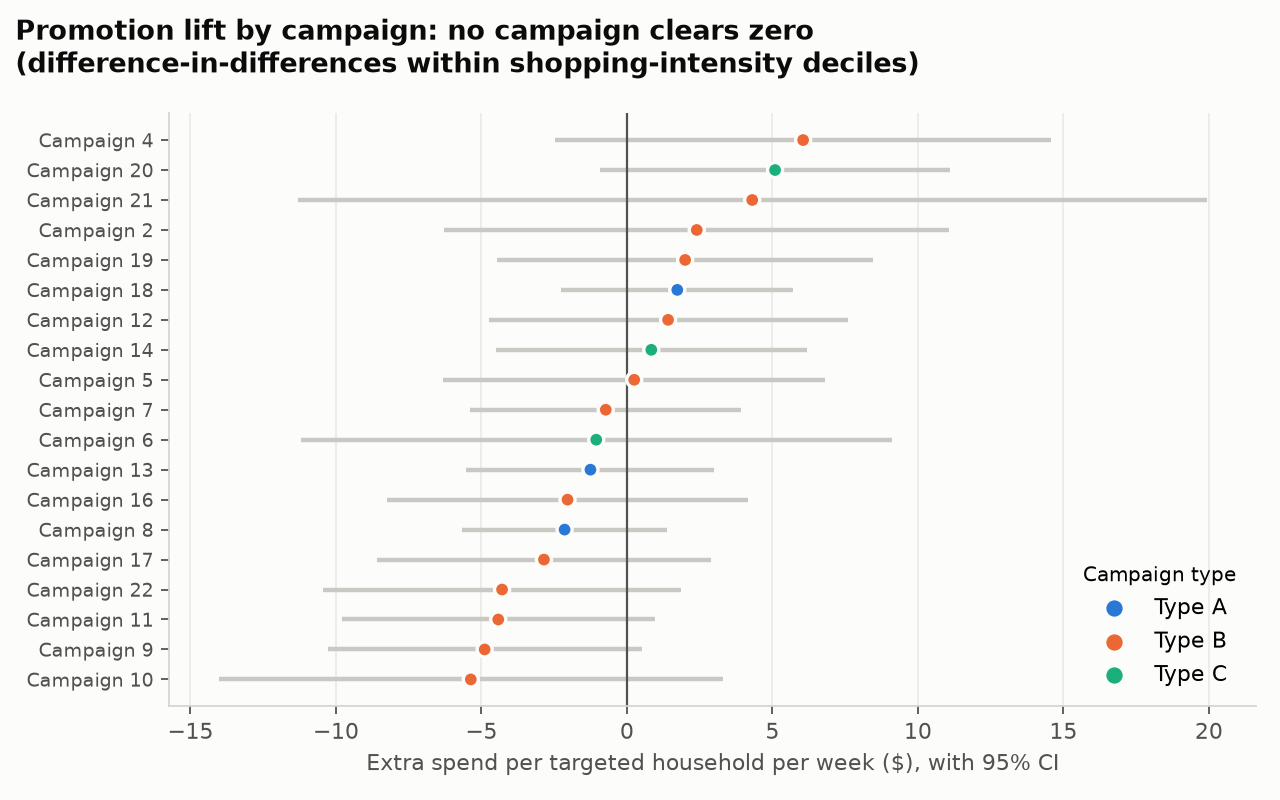 Promotion lift by campaign: no campaign clears zero
(difference-in-differences within shopping-intensity deciles)
Campaign 4
Campaign 20
Campaign 21
Campaign 2
Campaign 19
Campaign 18
Campaign 12
Campaign 14
Campaign 5
Campaign 7
Campaign 6
Campaign 13
Campaign 16
Campaign 8
Campaign 17
Campaign 22
Campaign 11
Campaign 9
Campaign 10
Campaign type
Type A
Type B
Type C
−15 −10 −5 0 5 10 15 20
Extra spend per targeted household per week ($), with 95% CI